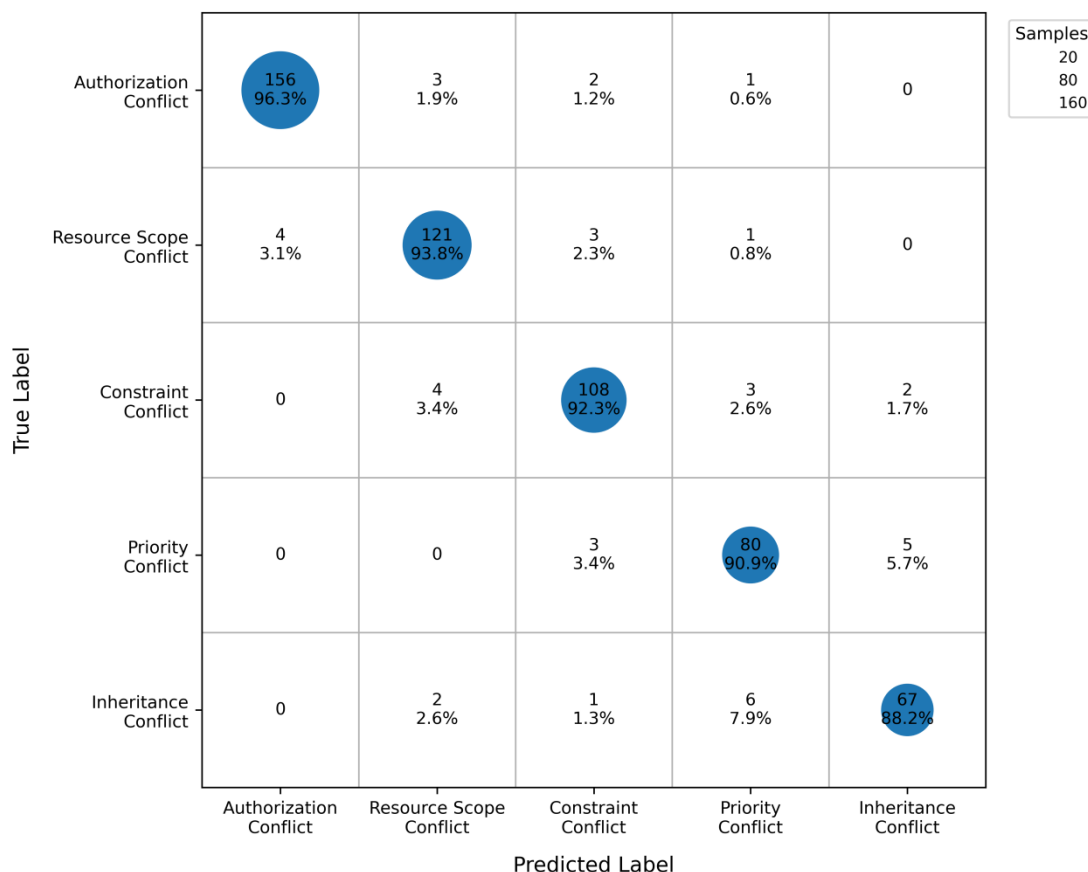 Samples
20
80
160
Authorization
Conflict
156
96.3%
3
1.9%
2
1.2%
1
0.6%
0
Resource Scope
Conflict
4
3.1%
121
93.8%
3
2.3%
1
0.8%
0
Constraint
Conflict
0
4
3.4%
108
92.3%
3
2.6%
2
1.7%
Priority
Conflict
0
0
3
3.4%
80
90.9%
5
5.7%
Inheritance
Conflict
0
2
2.6%
1
1.3%
6
7.9%
67
88.2%
True Label
Authorization
Conflict
Resource Scope
Conflict
Constraint
Conflict
Priority
Conflict
Inheritance
Conflict
Predicted Label